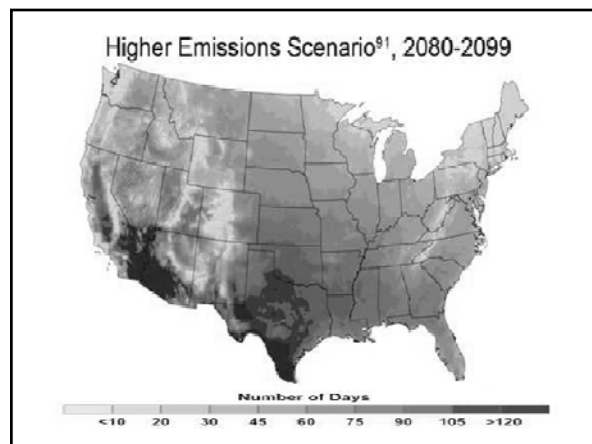 Higher Emissions Scenario⁹¹, 2080-2099
Number of Days
<10 20 30 45 60 75 90 105 >120